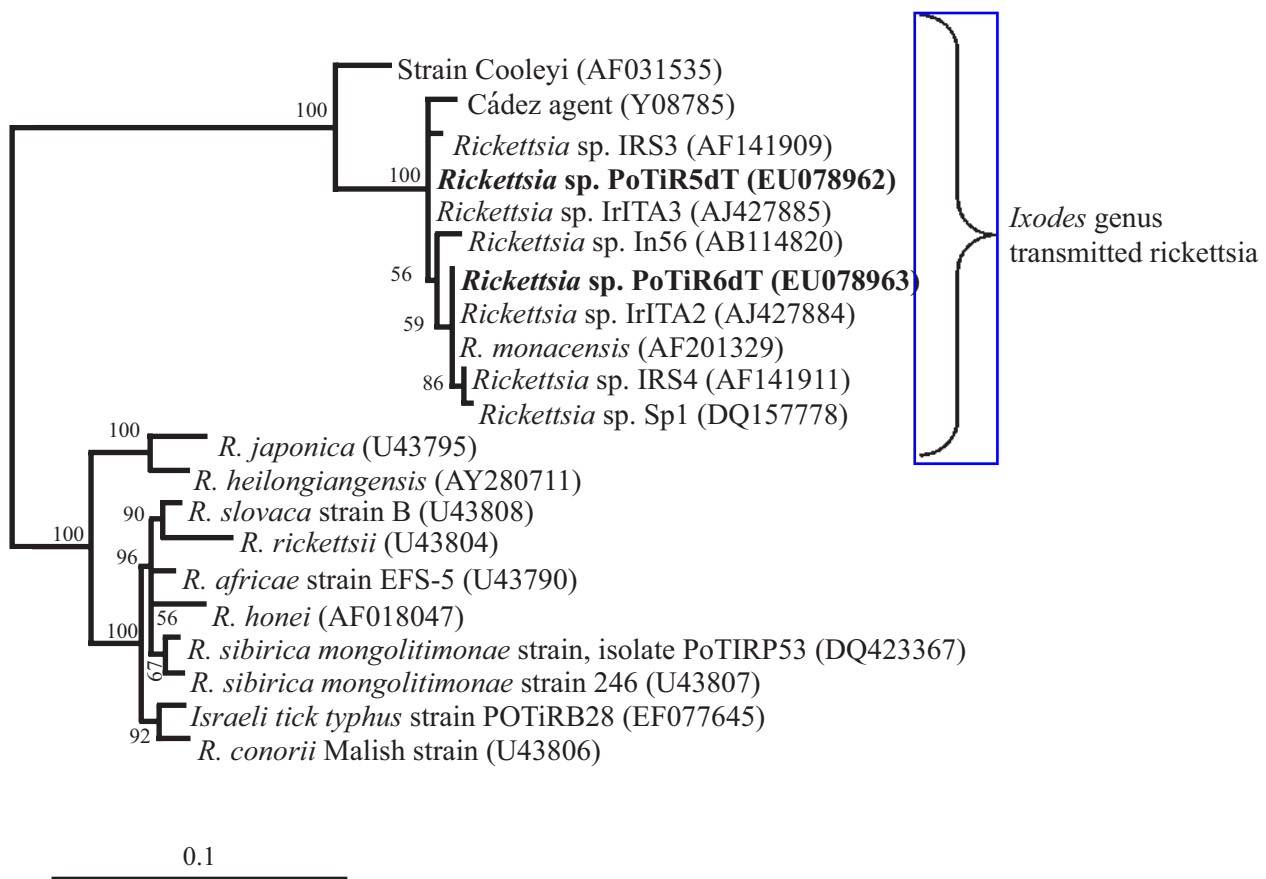 Strain Cooleyi (AF031535)
100
Cádez agent (Y08785)
Rickettsia sp. IRS3 (AF141909)
100
Rickettsia sp. PoTiR5dT (EU078962)
Rickettsia sp. IrITA3 (AJ427885)
Rickettsia sp. In56 (AB114820)
56
Rickettsia sp. PoTiR6dT (EU078963)
Rickettsia sp. IrITA2 (AJ427884)
59
R. monacensis (AF201329)
86
Rickettsia sp. IRS4 (AF141911)
Rickettsia sp. Sp1 (DQ157778)
Ixodes genus
transmitted rickettsia
100
R. japonica (U43795)
R. heilongiangensis (AY280711)
90
R. slovaca strain B (U43808)
100
R. rickettsii (U43804)
96
R. africae strain EFS-5 (U43790)
56
R. honei (AF018047)
100
R. sibirica mongolitimonae strain, isolate PoTIRP53 (DQ423367)
67
R. sibirica mongolitimonae strain 246 (U43807)
Israeli tick typhus strain POTiRB28 (EF077645)
92
R. conorii Malish strain (U43806)
0.1